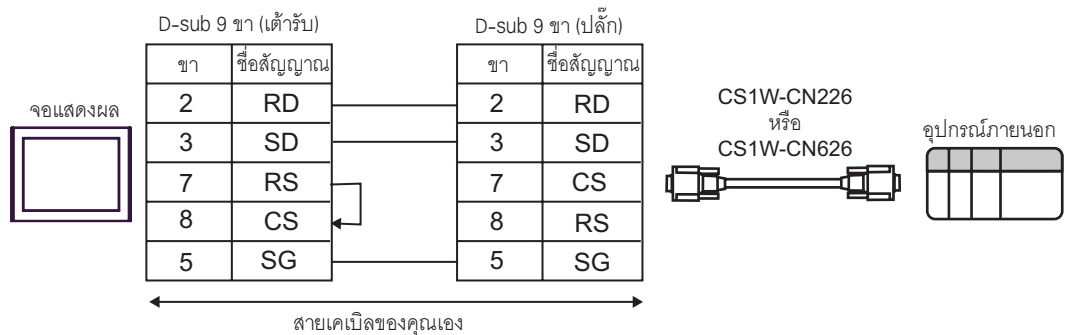 D-sub 9 ขา (เต้ารับ)
D-sub 9 ขา (ปลั๊ก)
ขา ชื่อสัญญาณ ขา ชื่อสัญญาณ
2 RD 2 RD
3 SD 3 SD
7 RS 7 CS
8 CS 8 RS
5 SG 5 SG
จอแสดงผล
CS1W-CN226
หรือ
CS1W-CN626
อุปกรณ์ภายนอก
สายเคเบิลของคุณเอง